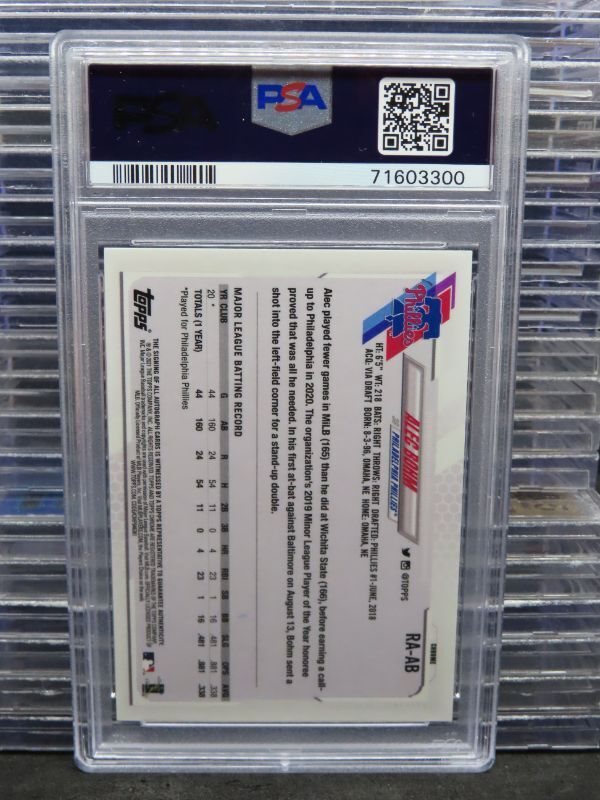 PSA
PSA
71603300
Phillies
ALEC BOHM
3B | PHILADELPHIA PHILLIES®
@TOPPS
CHROME
RA-AB
HT: 6'5" WT: 218 BATS: RIGHT THROWS: RIGHT DRAFTED: PHILLIES #1-JUNE, 2018
ACQ: VIA DRAFT BORN: 8-3-96, OMAHA, NE HOME: OMAHA, NE
Alec played fewer games in MiLB (165) than he did at Wichita State (166), before earning a call-
up to Philadelphia in 2020. The organization's 2019 Minor League Player of the Year honoree
proved that was all he needed. In his first at-bat against Baltimore on August 13, Bohm sent a
shot into the left-field corner for a stand-up double.
MAJOR LEAGUE BATTING RECORD
YR CLUB G AB R H 2B 3B HR RBI SB BB SLG OPS AVG
20 * 44 160 24 54 11 0 4 23 1 16 .481 .881 .338
TOTALS (1 YEAR) 44 160 24 54 11 0 4 23 1 16 .481 .881 .338
*Played for Philadelphia Phillies
topps
THE SIGNING OF ALL AUTOGRAPH CARDS IS WITNESSED BY A TOPPS REPRESENTATIVE TO GUARANTEE AUTHENTICITY.